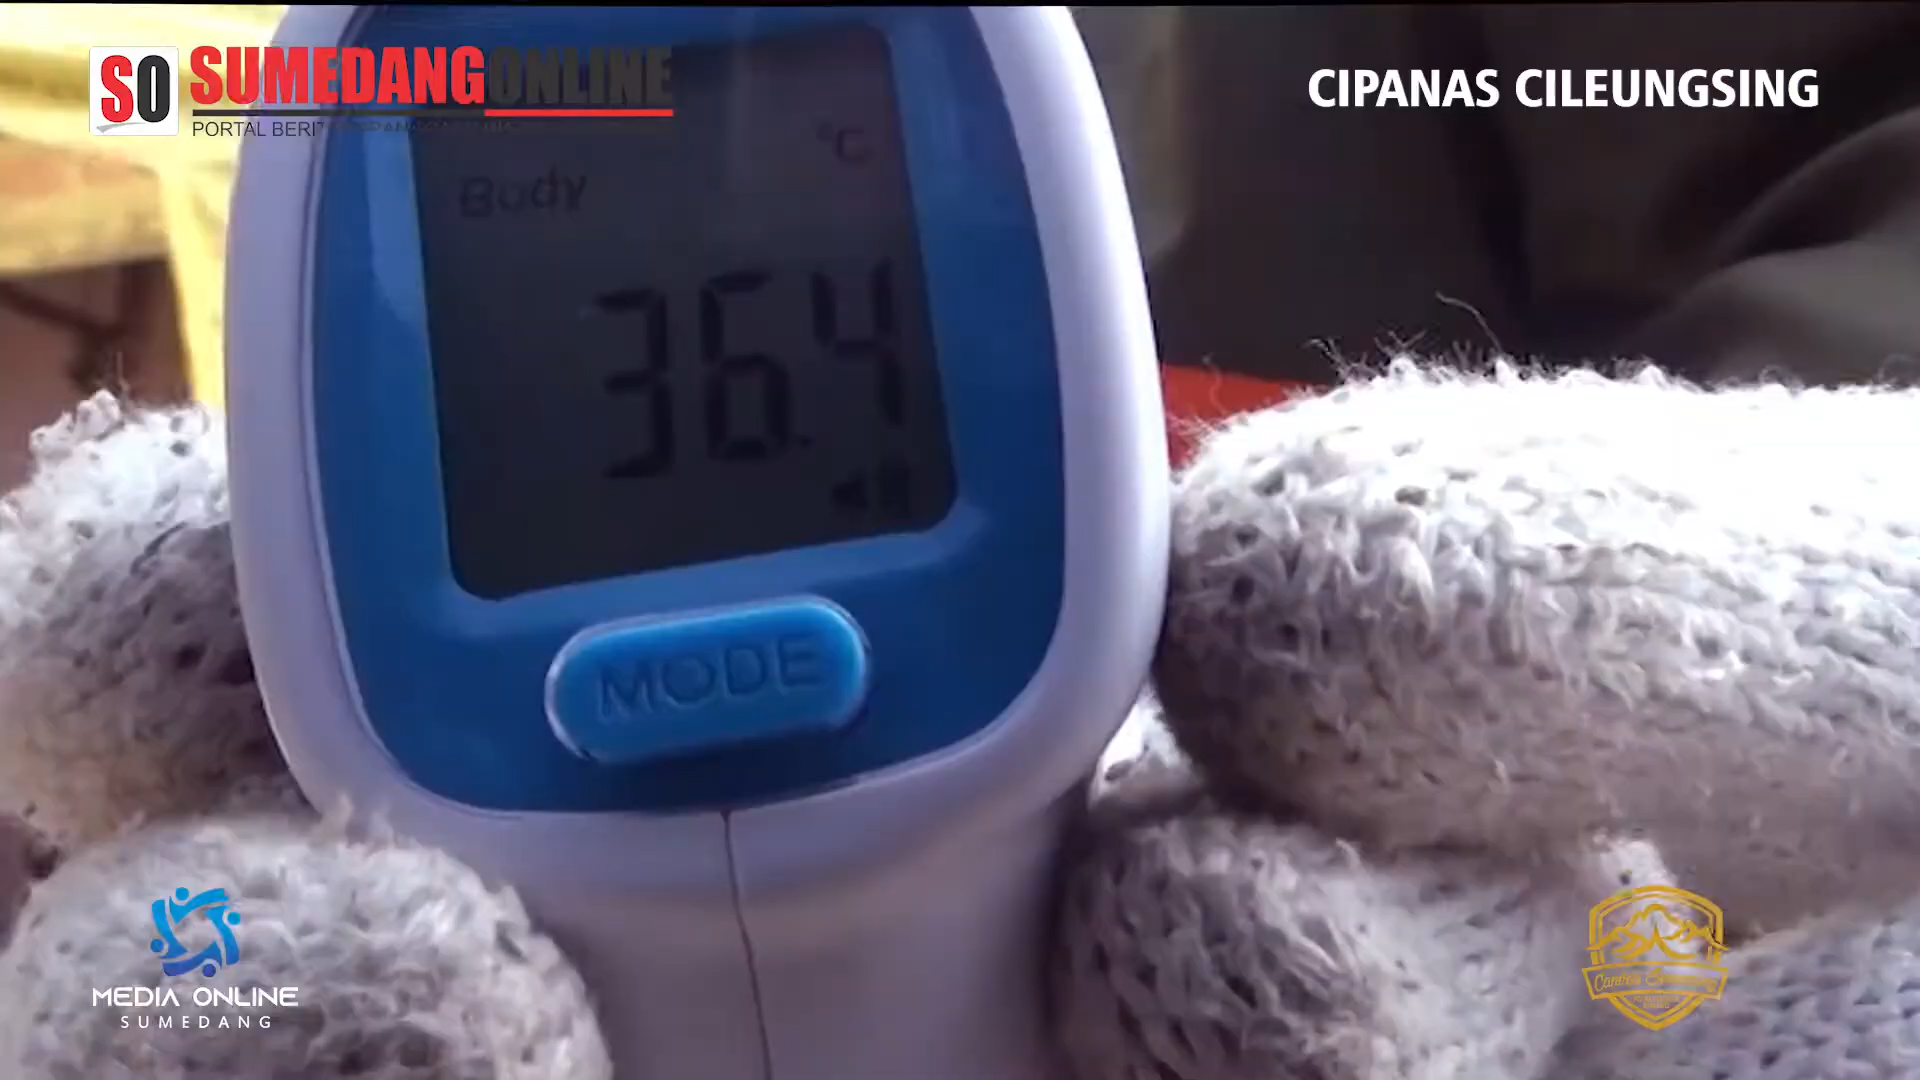 SO SUMEDANGONLINE
PORTAL BERI
CIPANAS CILEUNGSING
°C
Body
36.4
MODE
MEDIA ONLINE
SUMEDANG